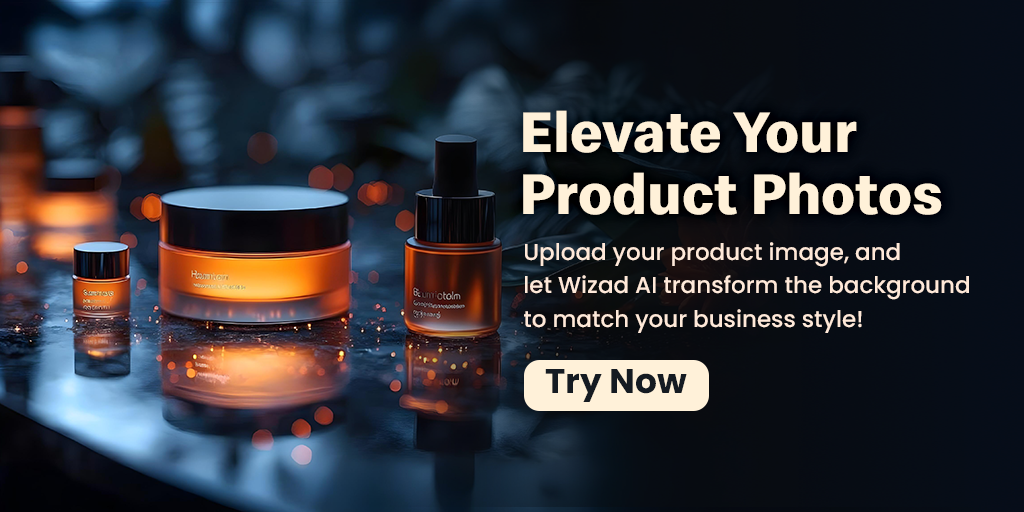 Elevate Your
Product Photos
Upload your product image, and
let Wizad AI transform the background
to match your business style!
Try Now